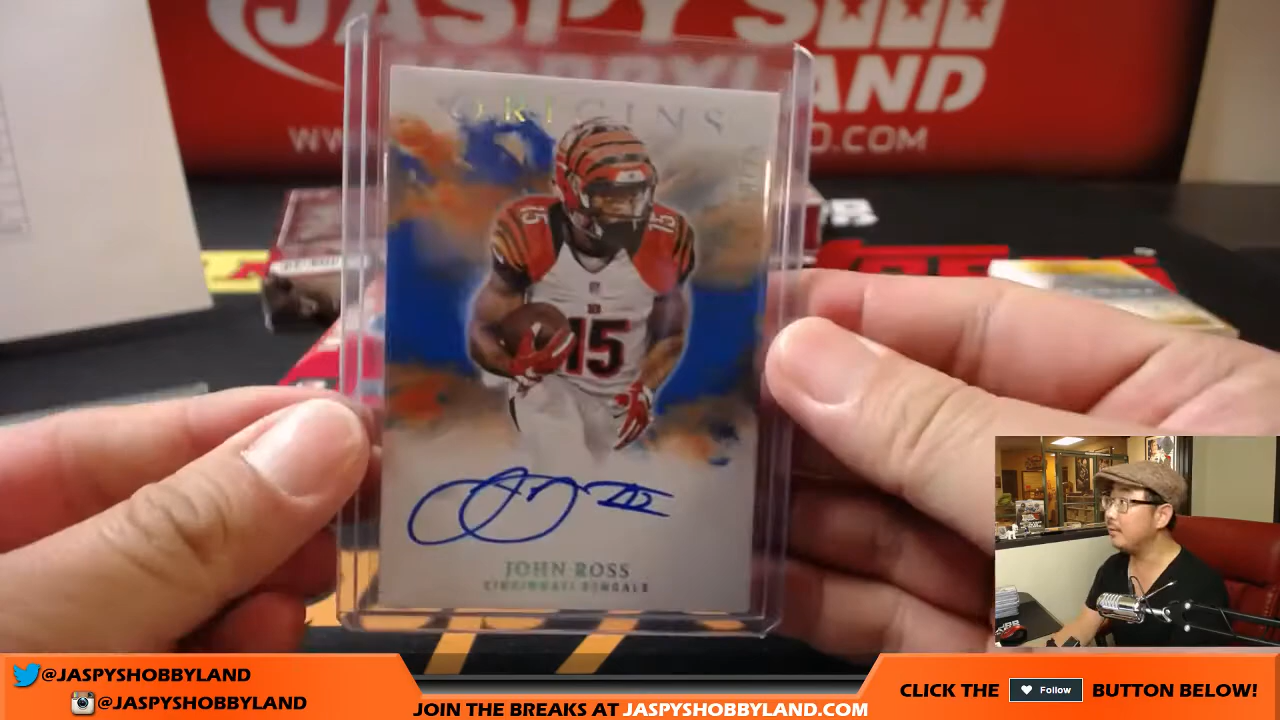 JASPY'S
HOBBYLAND
ORIGINS
15
15
15
JOHN ROSS
CINCINNATI BENGALS
@JASPYSHOBBYLAND
@JASPYSHOBBYLAND
JOIN THE BREAKS AT JASPYSHOBBYLAND.COM
CLICK THE Follow BUTTON BELOW!